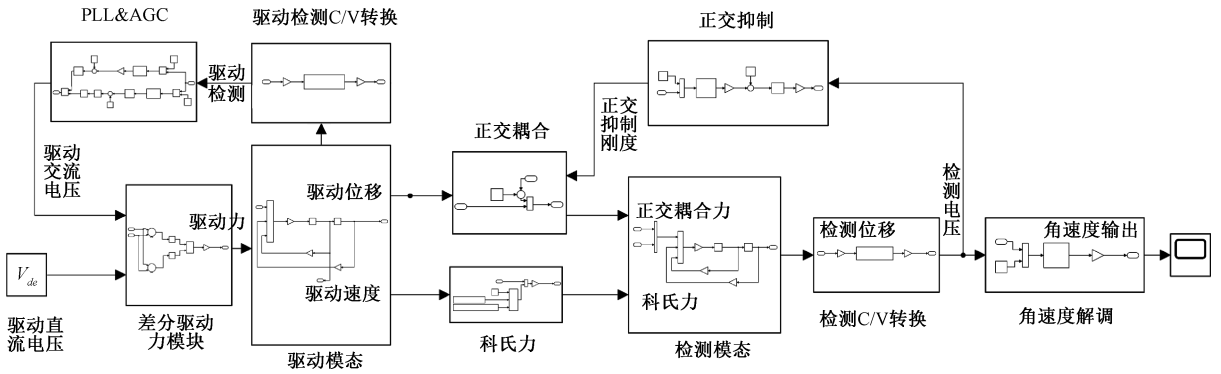 PLL&AGC
驱动检测C/V转换
正交抑制
驱动
检测
正交耦合
正交
抑制
刚度
驱动
交流
电压
检测
电压
驱动力
驱动位移
正交耦合力
检测位移
角速度输出
V_de
驱动速度
科氏力
驱动直
流电压
差分驱动
力模块
驱动模态
科氏力
检测模态
检测C/V转换
角速度解调